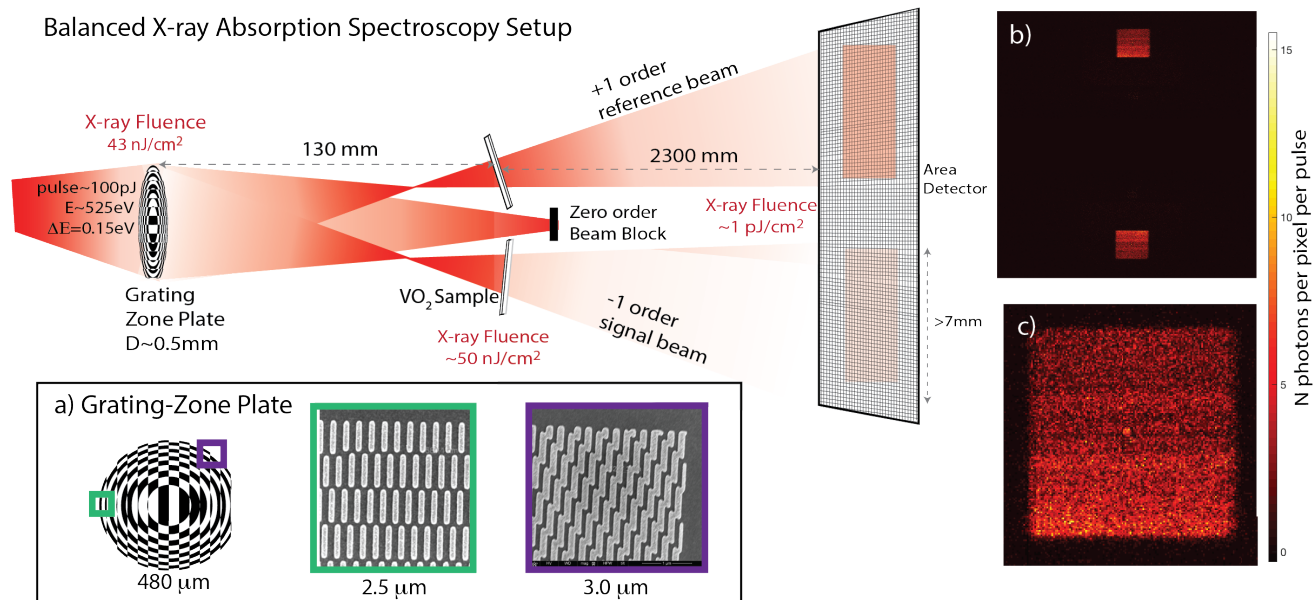 Balanced X-ray Absorption Spectroscopy Setup
X-ray Fluence
43 nJ/cm²
pulse~100pJ
E~525eV
ΔE=0.15eV
Grating
Zone Plate
D~0.5mm
130 mm
+1 order
reference beam
2300 mm
Zero order
Beam Block
X-ray Fluence
~1 pJ/cm²
Area
Detector
VO₂ Sample
X-ray Fluence
~50 nJ/cm²
-1 order
signal beam
>7mm
a) Grating-Zone Plate
480 μm
2.5 μm
3.0 μm
b)
c)
15
10
5
0
N photons per pixel per pulse